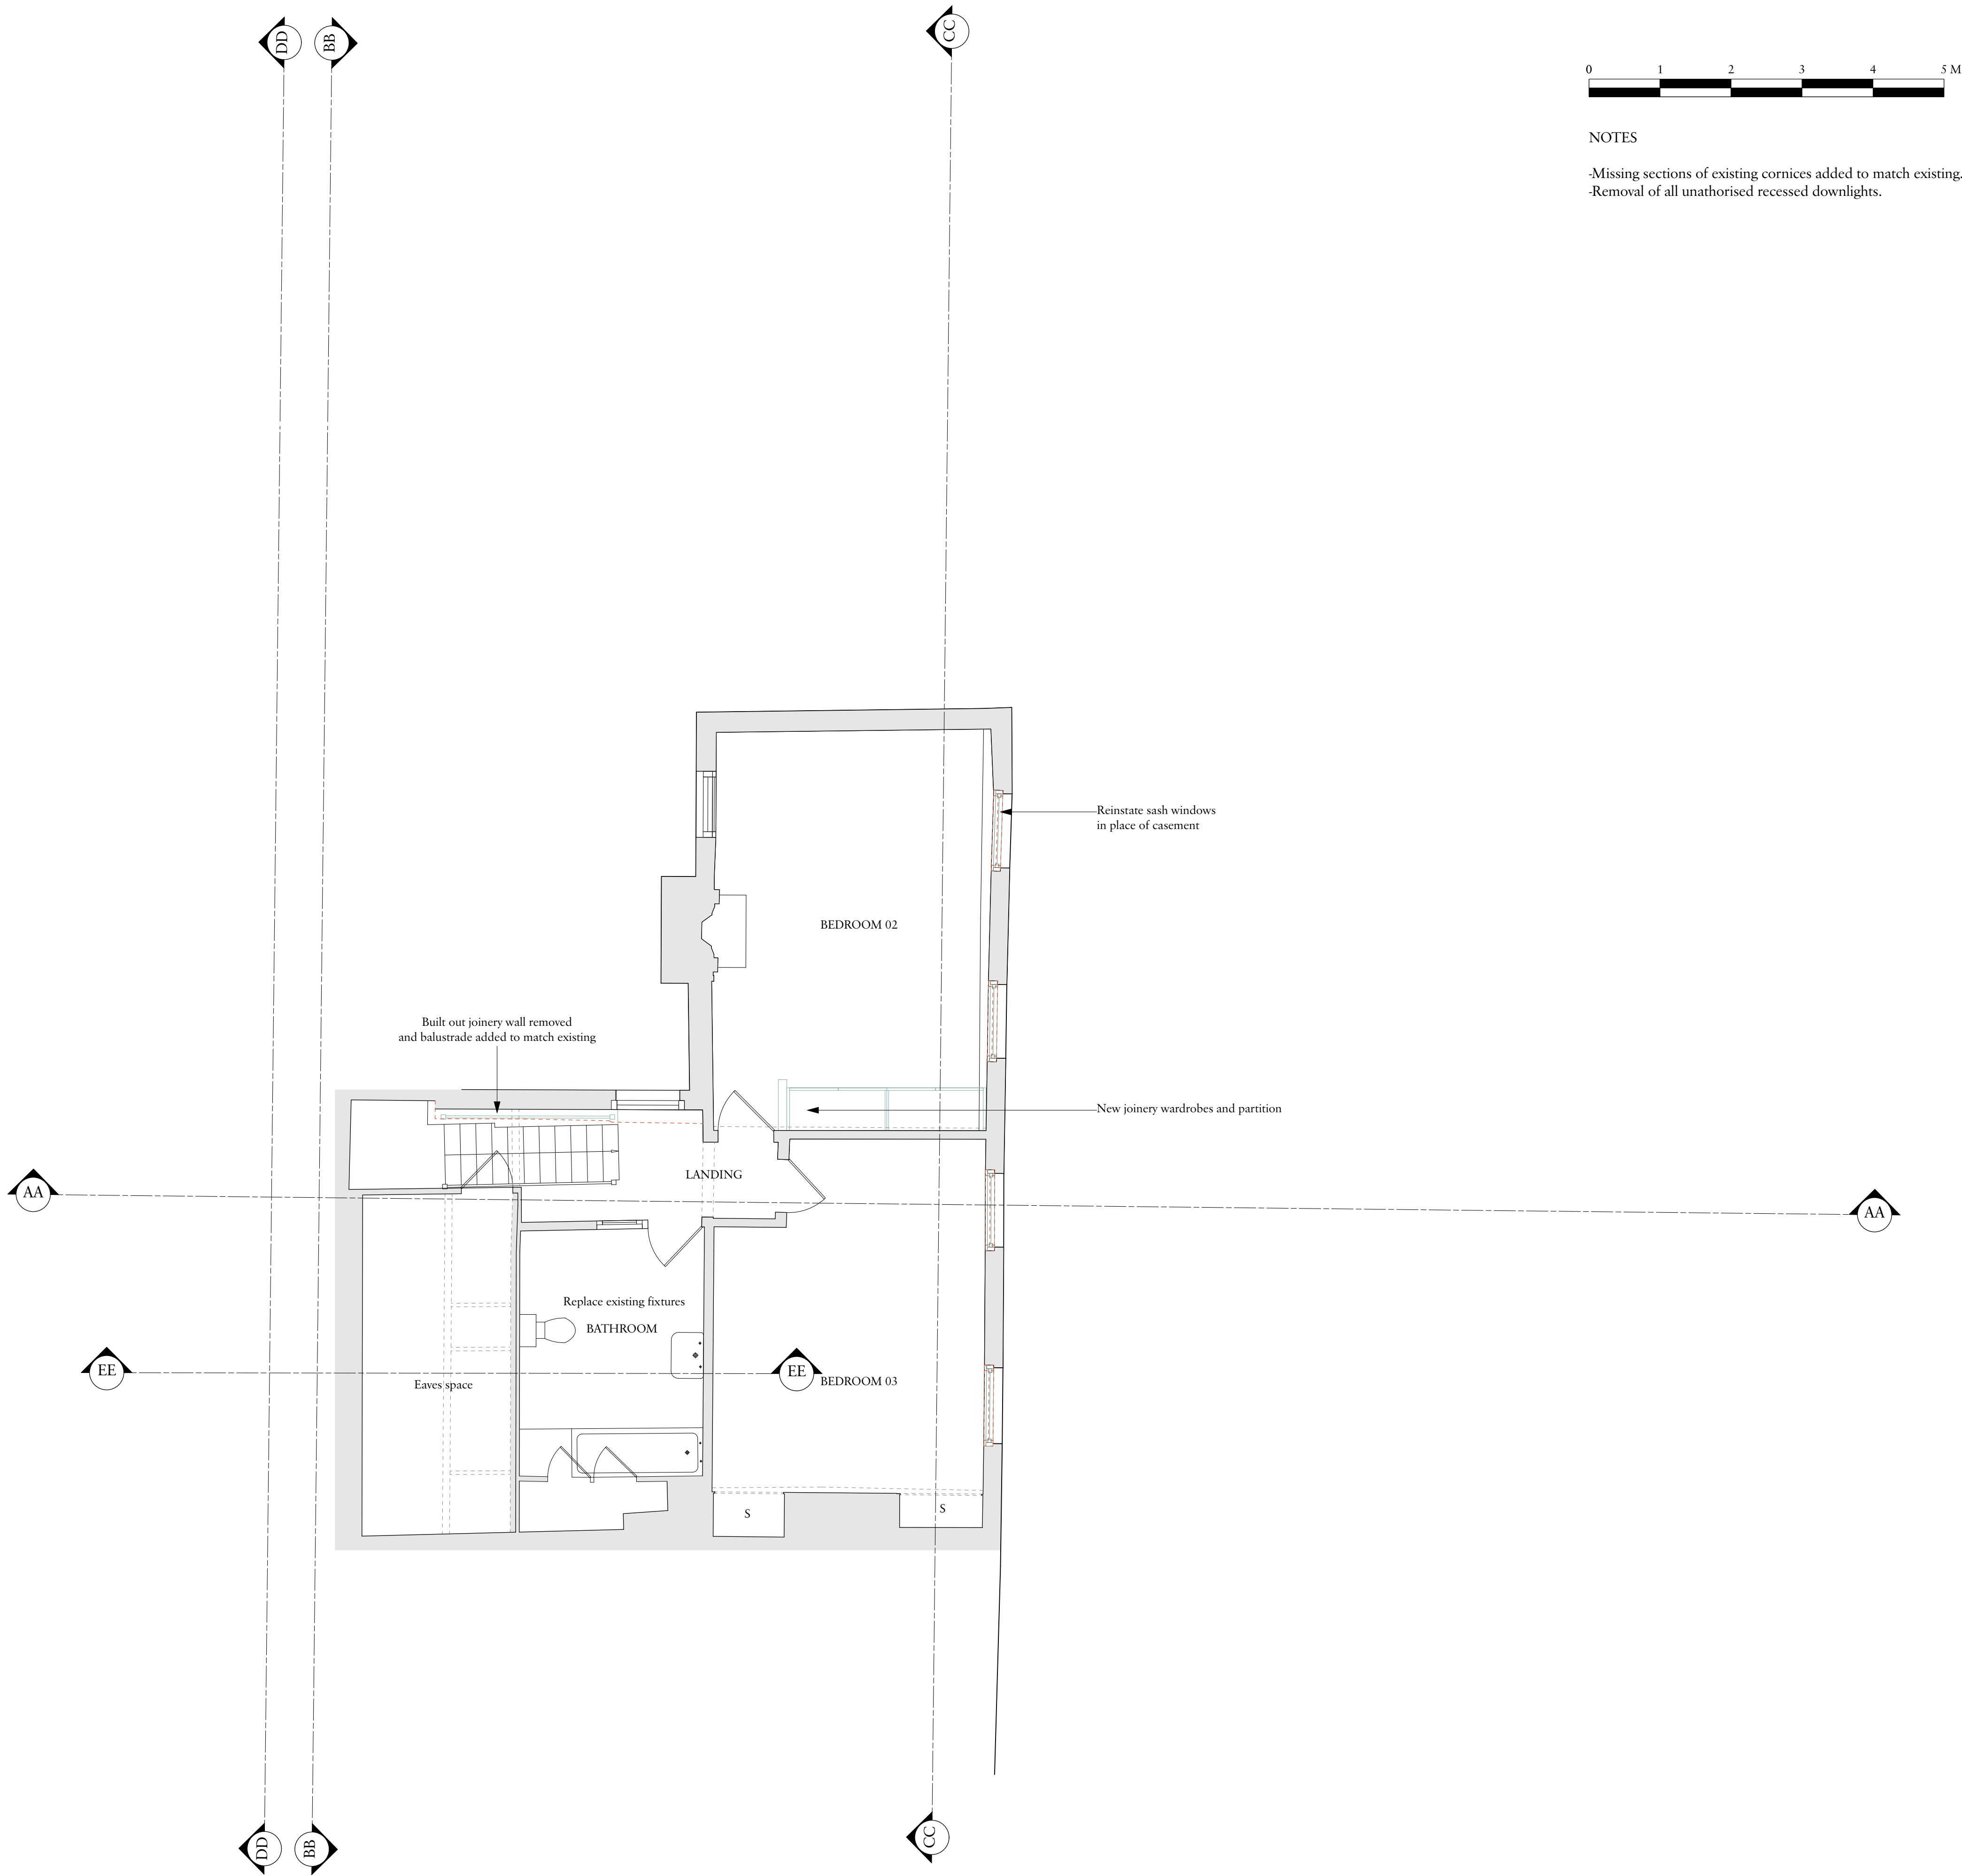 DD
BB
CC
0 1 2 3 4 5 M
NOTES
-Missing sections of existing cornices added to match existing.
-Removal of all unathorised recessed downlights.
Reinstate sash windows
in place of casement
BEDROOM 02
Built out joinery wall removed
and balustrade added to match existing
New joinery wardrobes and partition
LANDING
AA
AA
Replace existing fixtures
BATHROOM
EE
EE
BEDROOM 03
Eaves space
S
S
DD
BB
CC